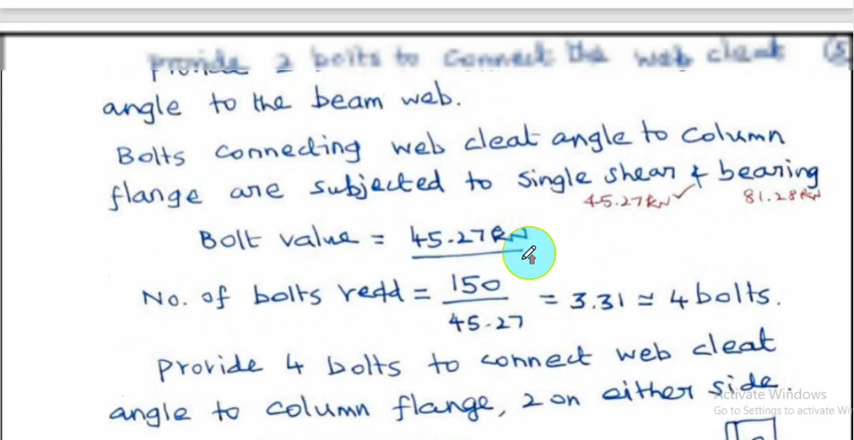 Provide 2 bolts to connect the web cleat
angle to the beam web.
Bolts connecting web cleat angle to column
flange are subjected to single shear & bearing
45.27kN ✓ 81.28kN
Bolt value = 45.27kN
No. of bolts redd = 150 / 45.27 = 3.31 ≃ 4 bolts.
Provide 4 bolts to connect web cleat
angle to column flange, 2 on either side.
Activate Windows
Go to Settings to activate Wi